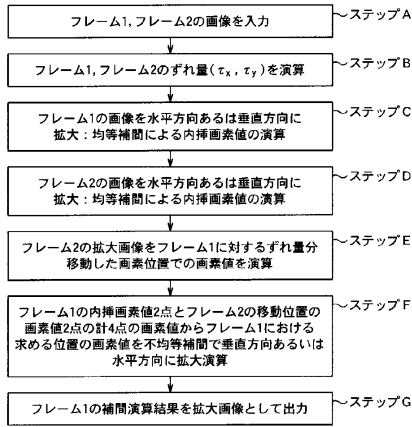 フレーム1,フレーム2の画像を入力
ステップA
フレーム1,フレーム2のずれ量(τx, τy)を演算
ステップB
フレーム1の画像を水平方向あるは垂直方向に
拡大：均等補間による内挿画素値の演算
ステップC
フレーム2の画像を水平方向あるは垂直方向に
拡大：均等補間による内挿画素値の演算
ステップD
フレーム2の拡大画像をフレーム1に対するずれ量分
移動した画素位置での画素値を演算
ステップE
フレーム1の内挿画素値2点とフレーム2の移動位置の
画素値2点の計4点の画素値からフレーム1における
求める位置の画素値を不均等補間で垂直方向あるいは
水平方向に拡大演算
ステップF
フレーム1の補間演算結果を拡大画像として出力
ステップG